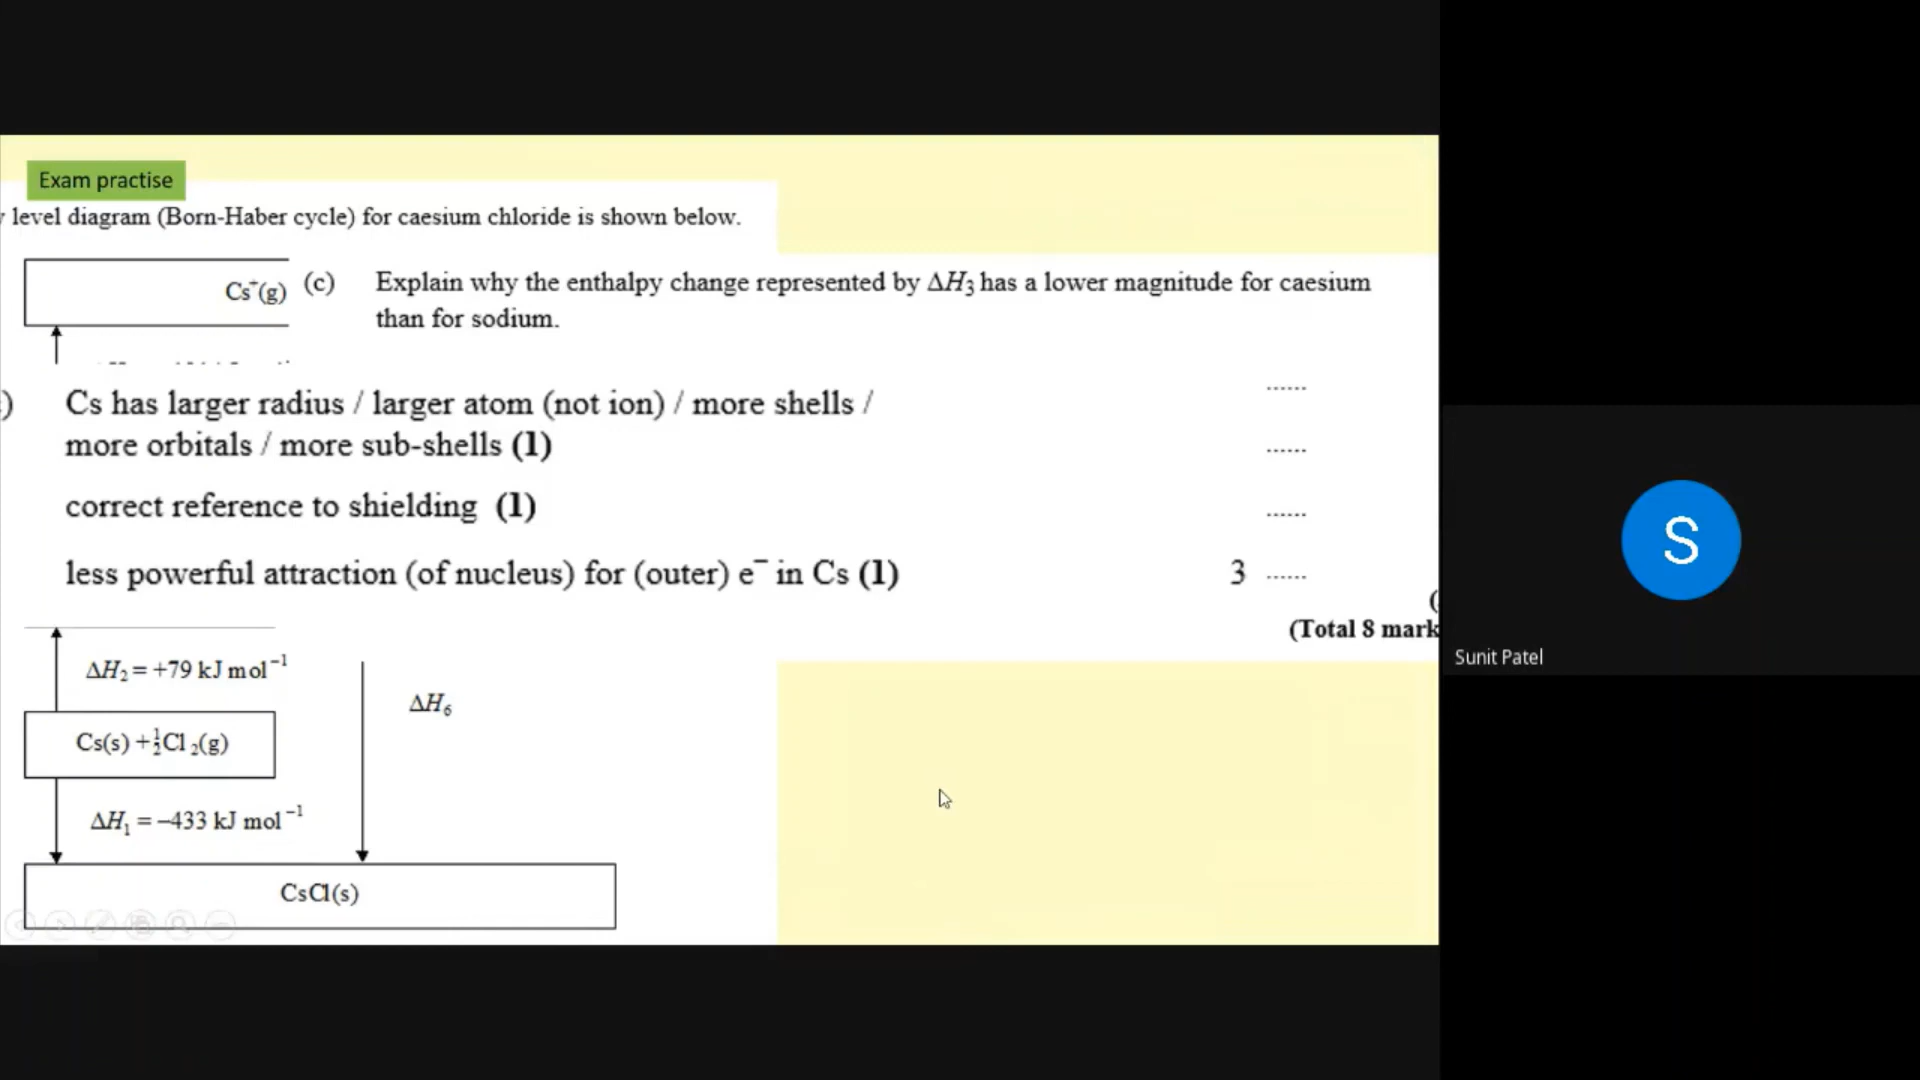 Exam practise
level diagram (Born-Haber cycle) for caesium chloride is shown below.
Cs⁺(g)
(c) Explain why the enthalpy change represented by ΔH₃ has a lower magnitude for caesium
than for sodium.
......
) Cs has larger radius / larger atom (not ion) / more shells /
more orbitals / more sub-shells (1)
......
correct reference to shielding (1)
......
less powerful attraction (of nucleus) for (outer) e⁻ in Cs (1)
3 ......
(
(Total 8 mark
ΔH₂ = +79 kJ mol⁻¹
ΔH₆
Cs(s) + ½Cl₂(g)
ΔH₁ = –433 kJ mol⁻¹
CsCl(s)
S
Sunit Patel